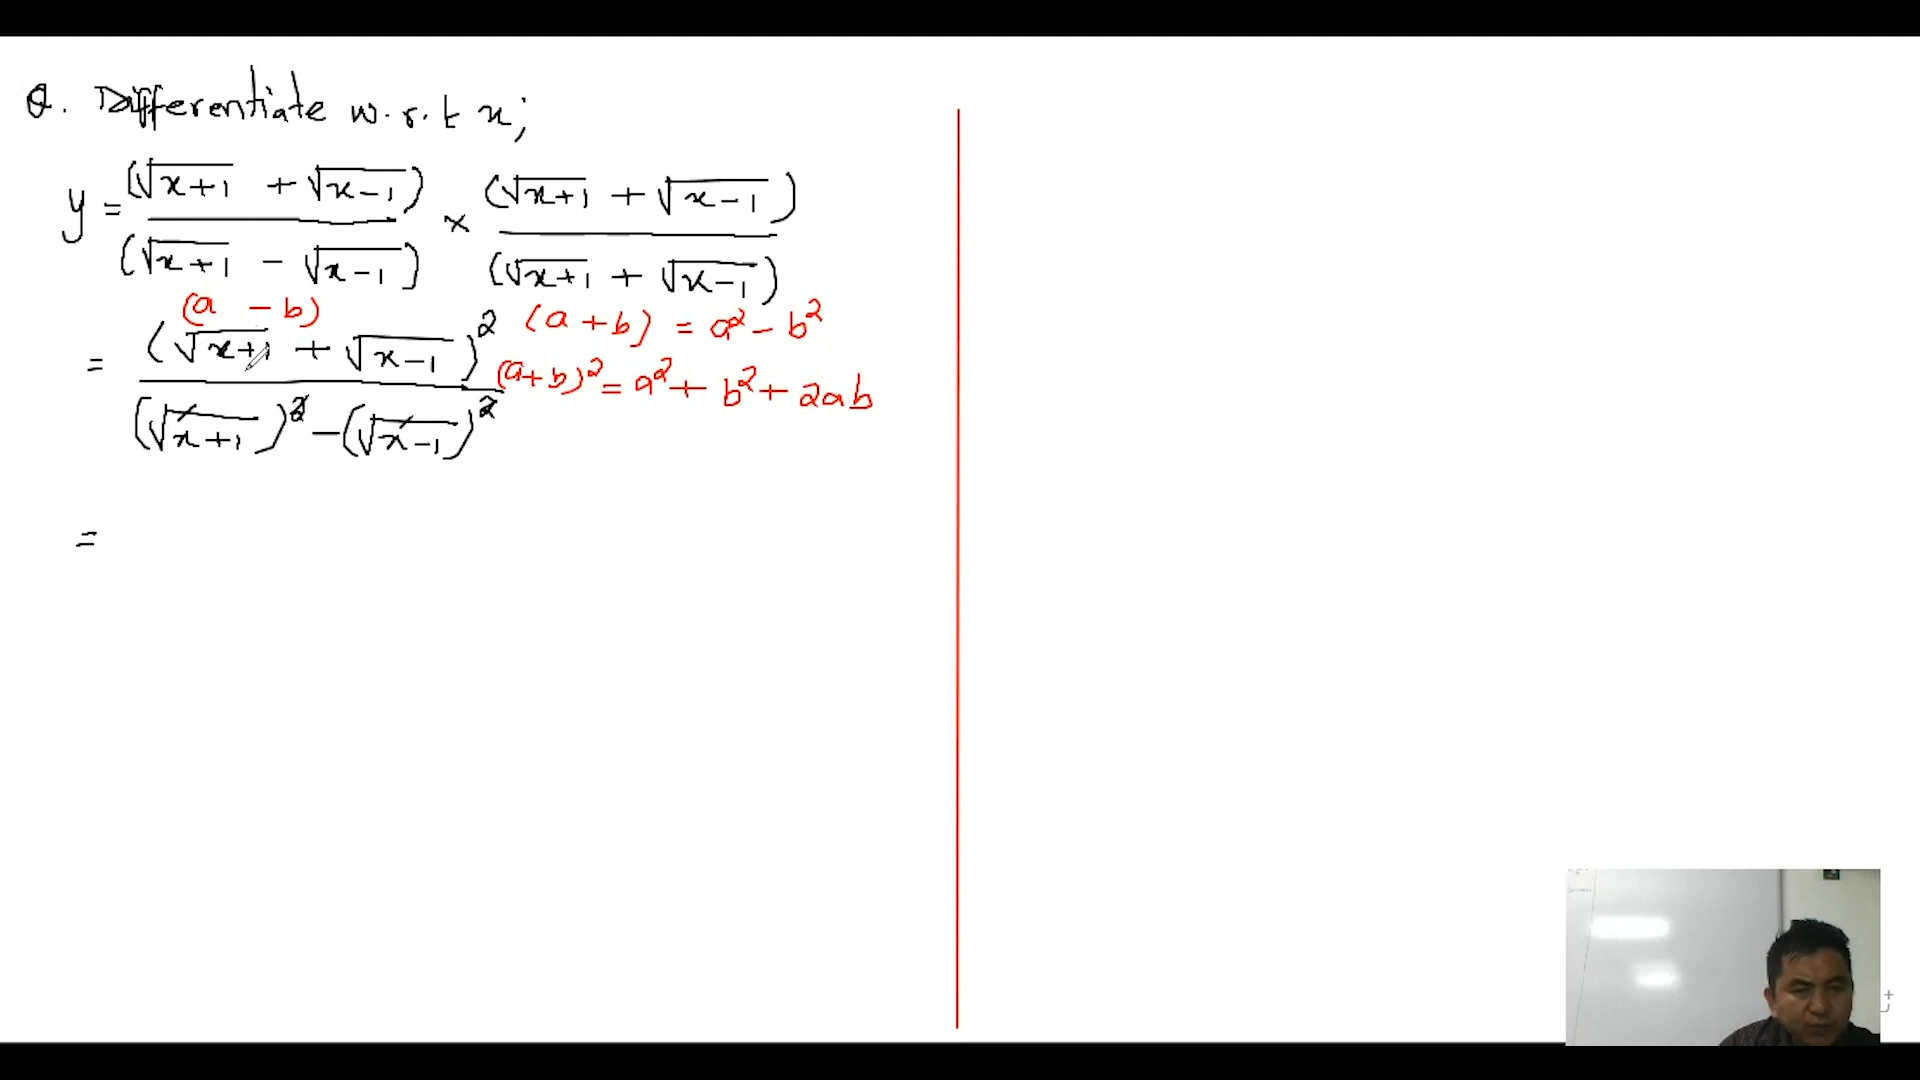 Q. Differentiate w.r.t x;
y = (√x+1 + √x-1) / (√x+1 - √x-1) × (√x+1 + √x-1) / (√x+1 + √x-1)
(a - b) (a + b) = a² - b²
= (√x+1 + √x-1)² / (√x+1)² - (√x-1)²
(a+b)² = a² + b² + 2ab
=